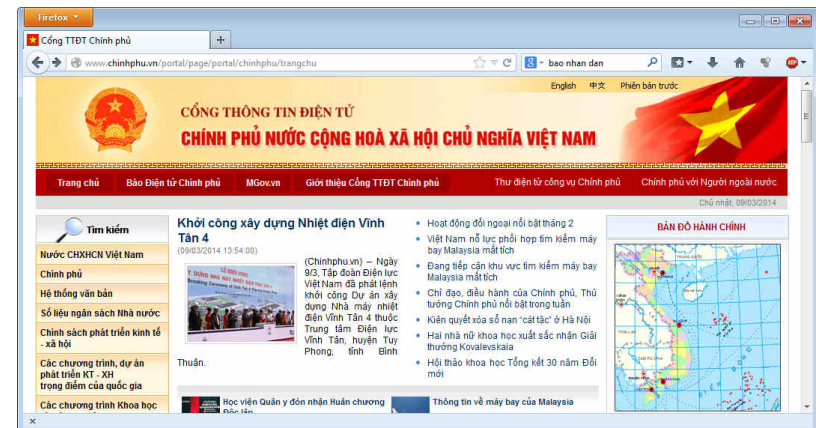 Firefox
Cổng TTĐT Chính phủ
www.chinhphu.vn/portal/page/portal/chinhphu/trangchu
bao nhan dan
English 中文 Phiên bản trước
CỔNG THÔNG TIN ĐIỆN TỬ
CHÍNH PHỦ NƯỚC CỘNG HOÀ XÃ HỘI CHỦ NGHĨA VIỆT NAM
Trang chủ Báo Điện tử Chính phủ MGov.vn Giới thiệu Cổng TTĐT Chính phủ Thư điện tử công vụ Chính phủ Chính phủ với Người nước ngoài
Chủ nhật, 09/03/2014
Tìm kiếm
Nước CHXHCN Việt Nam
Chính phủ
Hệ thống văn bản
Số liệu ngân sách Nhà nước
Chính sách phát triển kinh tế
- xã hội
Các chương trình, dự án
phát triển KT - XH
trọng điểm của quốc gia
Các chương trình Khoa học
Khởi công xây dựng Nhiệt điện Vĩnh
Tân 4
(09/03/2014 13:54:00)
(Chinhphu.vn) – Ngày
9/3, Tập đoàn Điện lực
Việt Nam đã phát lệnh
khởi công Dự án xây
dựng Nhà máy nhiệt
điện Vĩnh Tân 4 thuộc
Trung tâm Điện lực
Vĩnh Tân, huyện Tuy
Phong, tỉnh Bình
Thuận.
Hoạt động đối ngoại nổi bật tháng 2
Việt Nam nỗ lực phối hợp tìm kiếm máy
bay Malaysia mất tích
Đang tiếp cận khu vực tìm kiếm máy bay
Malaysia mất tích
Chỉ đạo, điều hành của Chính phủ, Thủ
tướng Chính phủ nổi bật trong tuần
Kiên quyết xóa sổ nạn "cát tặc" ở Hà Nội
Hai nhà nữ khoa học xuất sắc nhận Giải
thưởng Kovalevskaia
Hội thảo khoa học Tổng kết 30 năm Đổi
mới
Học viện Quân y đón nhận Huân chương
Độc lập
Thông tin về máy bay của Malaysia
BẢN ĐỒ HÀNH CHÍNH